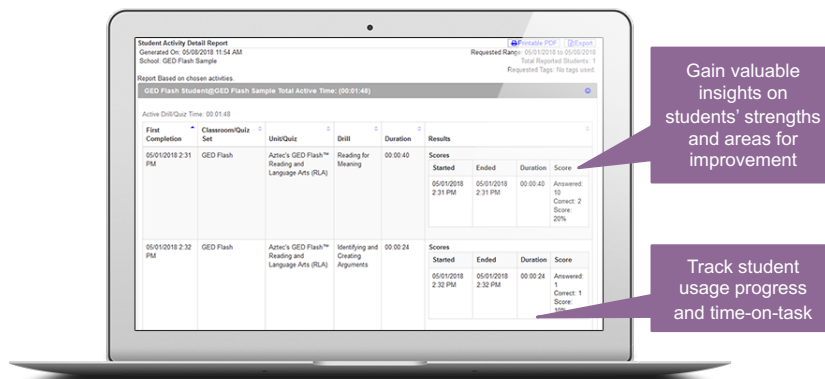 Student Activity Detail Report
Printable PDF Export
Generated On: 05/08/2018 11:54 AM
Requested Range: 05/01/2018 to 05/08/2018
School: GED Flash Sample
Total Reported Students: 1
Requested Tags: No tags used.
Report Based on chosen activities.
GED Flash Student@GED Flash Sample Total Active Time: (00:01:48)
Active Drill/Quiz Time: 00:01:48
First Completion
Classroom/Quiz Set
Unit/Quiz
Drill
Duration
Results
05/01/2018 2:31
PM
GED Flash
Aztec's GED Flash™
Reading and
Language Arts (RLA)
Reading for
Meaning
00:00:40
Scores
Started Ended Duration Score
05/01/2018
2:31 PM
05/01/2018
2:31 PM
00:00:40
Answered:
10
Correct: 2
Score:
20%
05/01/2018 2:32
PM
GED Flash
Aztec's GED Flash™
Reading and
Language Arts (RLA)
Identifying and
Creating
Arguments
00:00:24
Scores
Started Ended Duration Score
05/01/2018
2:32 PM
05/01/2018
2:32 PM
00:00:24
Answered:
1
Correct: 1
Score:
Gain valuable
insights on
students' strengths
and areas for
improvement
Track student
usage progress
and time-on-task